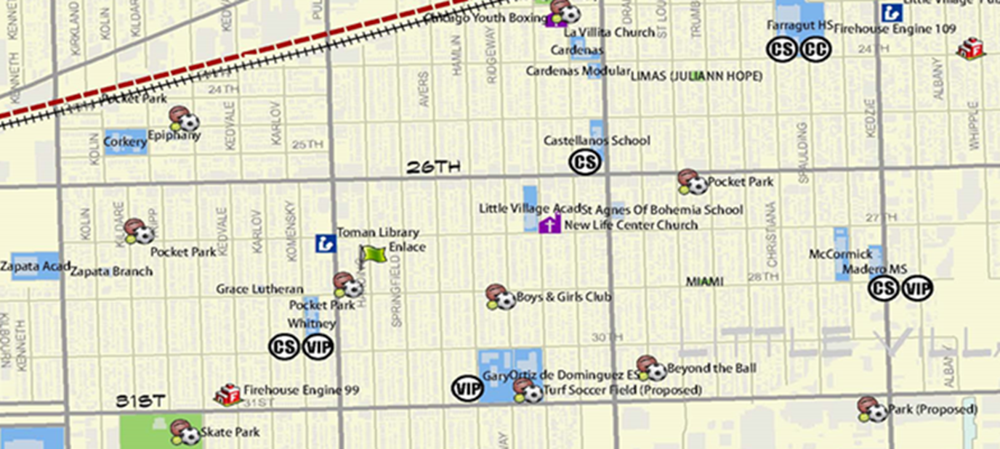 KENNETH
KIRKLAND
KOLIN
KILDARE
Chicago Youth Boxing
HAMLIN
RIDGEWAY
La Villita Church
Cardenas
Cardenas Modular
LIMAS (JULIANN HOPE)
Farragut HS
Firehouse Engine 109
CS
CC
24TH
24TH
Pocket Park
AVERS
ALBANY
Epiphany
Corkery
KOLIN
KEDVALE
KARLOV
25TH
Castellanos School
CS
SPAULDING
KEDZIE
WHIPPLE
26TH
Pocket Park
Little Village Acad
St Agnes Of Bohemia School
New Life Center Church
27TH
KOLIN
KILDARE
Pocket Park
KEDVALE
KARLOV
KOMENSKY
Toman Library
Enlace
CHRISTIANA
McCormick
Madero MS
CS
VIP
Zapata Acad
Zapata Branch
Grace Lutheran
Pocket Park
Whitney
CS
VIP
SPRINGFIELD
Boys & Girls Club
MIAMI
28TH
KILBOURN
KENNETH
30TH
LITTLE VILLA
ALBANY
VIP
Gary
Ortiz de Dominguez ES
Beyond the Ball
Turf Soccer Field (Proposed)
31ST
Firehouse Engine 99
31ST
Skate Park
Park (Proposed)